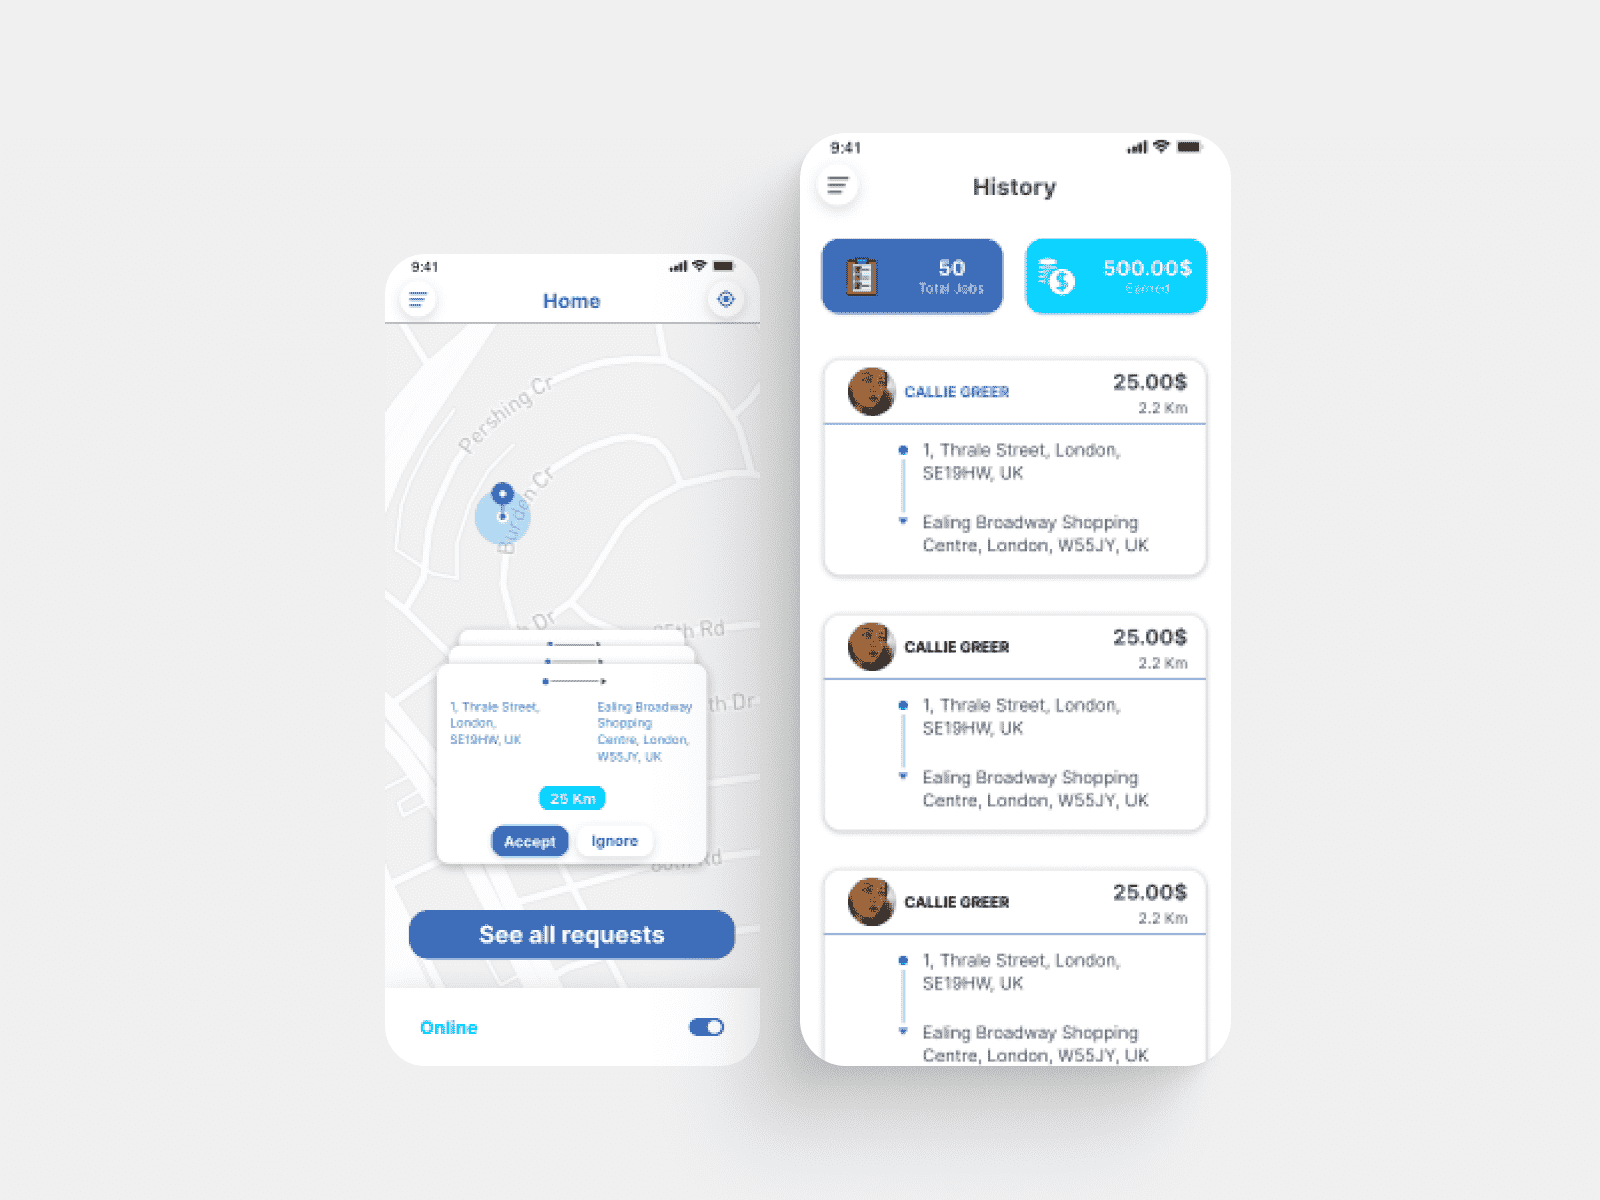 9:41
Home
Pershing Cr
Burden Cr
Dr
th Rd
th Dr
1, Thrale Street,
London,
SE19HW, UK
Ealing Broadway
Shopping
Centre, London,
W55JY, UK
25 Km
Accept
Ignore
Rd
See all requests
Online
9:41
History
50
Total Jobs
500.00$
Earned
CALLIE GREER
25.00$
2.2 Km
1, Thrale Street, London,
SE19HW, UK
Ealing Broadway Shopping
Centre, London, W55JY, UK
CALLIE GREER
25.00$
2.2 Km
1, Thrale Street, London,
SE19HW, UK
Ealing Broadway Shopping
Centre, London, W55JY, UK
CALLIE GREER
25.00$
2.2 Km
1, Thrale Street, London,
SE19HW, UK
Ealing Broadway Shopping
Centre, London, W55JY, UK